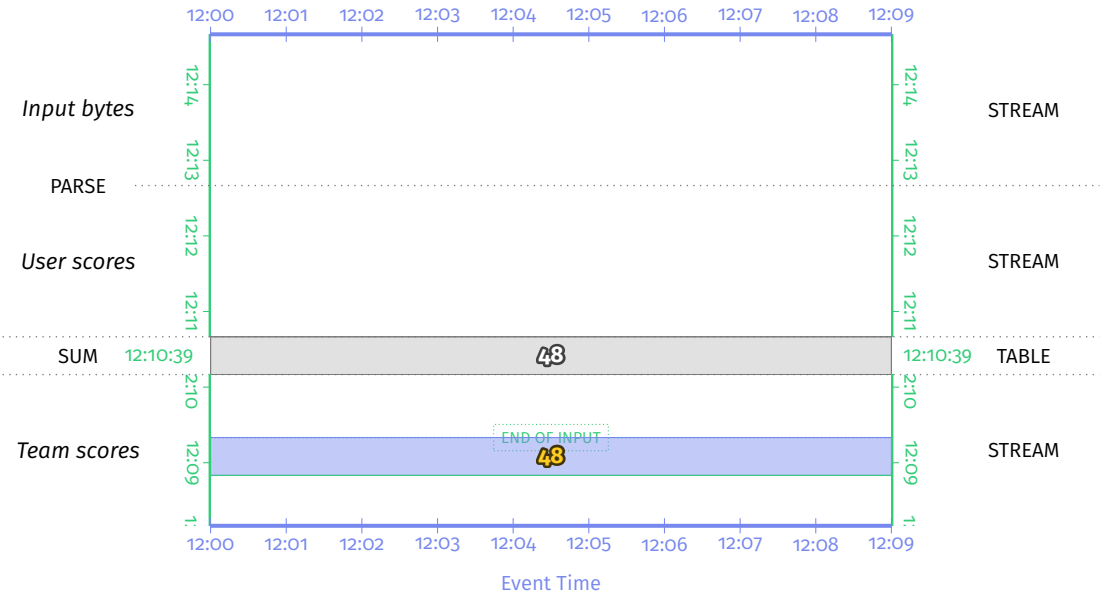 12:00 12:01 12:02 12:03 12:04 12:05 12:06 12:07 12:08 12:09
12:14 12:14
Input bytes STREAM
12:13 12:13
PARSE
12:12 12:12
User scores STREAM
12:11 12:11
SUM 12:10:39 48 12:10:39 TABLE
2:10 2:10
END OF INPUT
Team scores 48 STREAM
12:09 12:09
1: 1:
12:00 12:01 12:02 12:03 12:04 12:05 12:06 12:07 12:08 12:09
Event Time